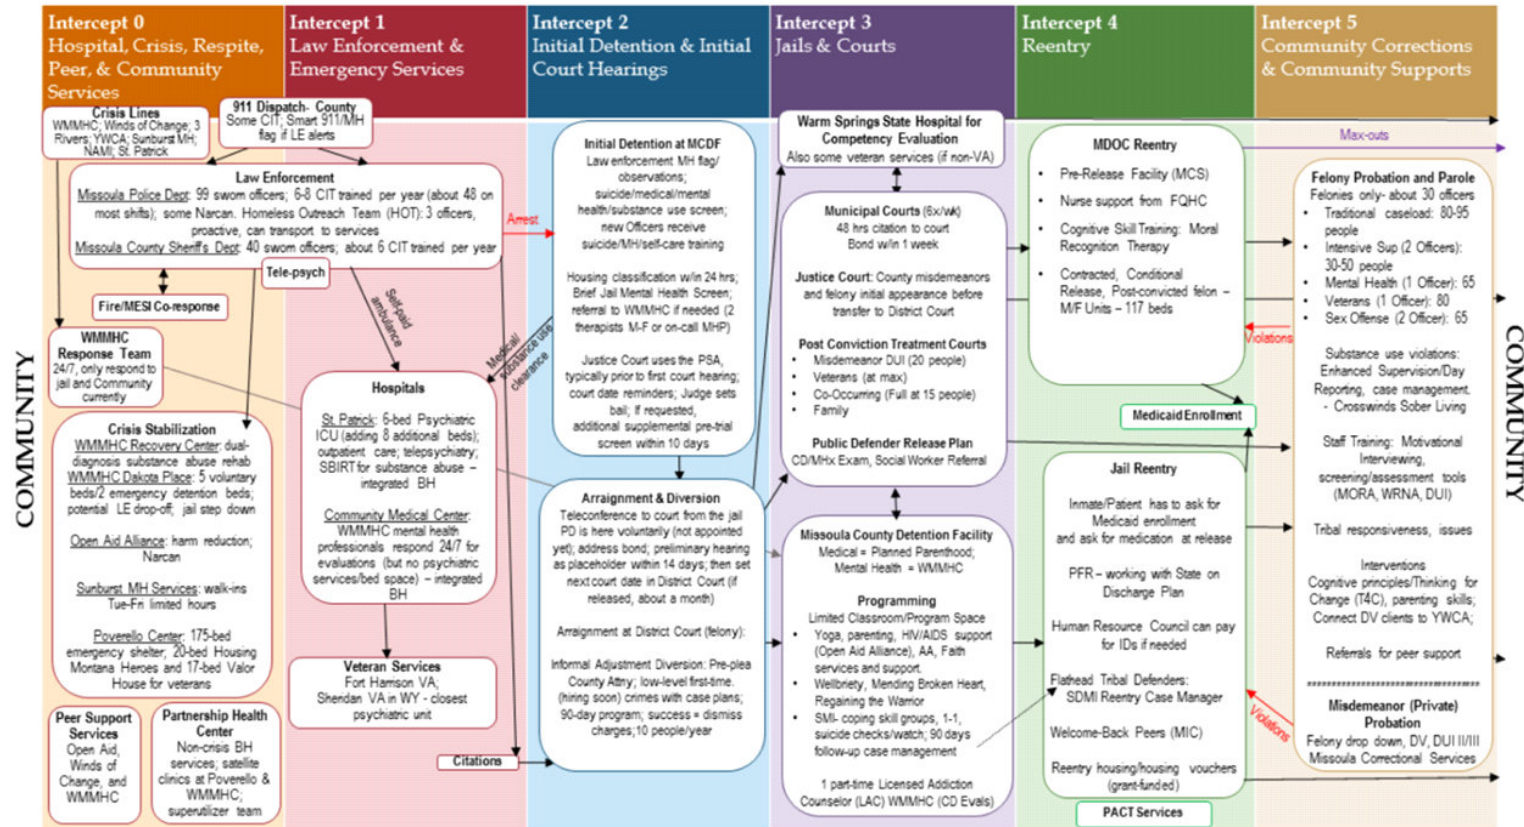 Intercept 0
Hospital, Crisis, Respite,
Peer, & Community
Services
Intercept 1
Law Enforcement &
Emergency Services
Intercept 2
Initial Detention & Initial
Court Hearings
Intercept 3
Jails & Courts
Intercept 4
Reentry
Intercept 5
Community Corrections
& Community Supports
COMMUNITY
Crisis Lines
WMMHC; Winds of Change; 3
Rivers; YWCA; Sunburst MH;
NAMI; St. Patrick
911 Dispatch- County
Some CIT; Smart 911/MH
flag if LE alerts
Law Enforcement
Missoula Police Dept: 99 sworn officers; 6-8 CIT trained per year (about 48 on
most shifts); some Narcan. Homeless Outreach Team (HOT): 3 officers,
proactive, can transport to services
Missoula County Sheriff's Dept: 40 sworn officers; about 6 CIT trained per year
Tele-psych
Arrest
Fire/MESI Co-response
Self-paid
ambulance
Medical/
substance use
clearance
WMMHC
Response Team
24/7, only respond to
jail and Community
currently
Crisis Stabilization
WMMHC Recovery Center: dual-
diagnosis substance abuse rehab
WMMHC Dakota Place: 5 voluntary
beds/2 emergency detention beds;
potential LE drop-off; jail step down
Open Aid Alliance: harm reduction;
Narcan
Sunburst MH Services: walk-ins
Tue-Fri limited hours
Poverello Center: 175-bed
emergency shelter; 20-bed Housing
Montana Heroes and 17-bed Valor
House for veterans
Peer Support
Services
Open Aid,
Winds of
Change, and
WMMHC
Partnership Health
Center
Non-crisis BH
services; satellite
clinics at Poverello &
WMMHC;
superutilizer team
Hospitals
St. Patrick: 6-bed Psychiatric
ICU (adding 8 additional beds);
outpatient care; telepsychiatry;
SBIRT for substance abuse –
integrated BH
Community Medical Center:
WMMHC mental health
professionals respond 24/7 for
evaluations (but no psychiatric
services/bed space) – integrated
BH
Veteran Services
Fort Harrison VA;
Sheridan VA in WY - closest
psychiatric unit
Citations
Initial Detention at MCDF
Law enforcement MH flag/
observations;
suicide/medical/mental
health/substance use screen;
new Officers receive
suicide/MH/self-care training
Housing classification w/in 24 hrs;
Brief Jail Mental Health Screen;
referral to WMMHC if needed (2
therapists M-F or on-call MHP)
Justice Court uses the PSA,
typically prior to first court hearing;
court date reminders; Judge sets
bail; If requested,
additional supplemental pre-trial
screen within 10 days
Arraignment & Diversion
Teleconference to court from the jail
PD is here voluntarily (not appointed
yet); address bond; preliminary hearing
as placeholder within 14 days; then set
next court date in District Court (if
released, about a month)
Arraignment at District Court (felony):
Informal Adjustment Diversion: Pre-plea
County Attny; low-level first-time.
(hiring soon) crimes with case plans;
90-day program; success = dismiss
charges;10 people/year
Warm Springs State Hospital for
Competency Evaluation
Also some veteran services (if non-VA)
Municipal Courts (6x/wk)
48 hrs citation to court
Bond w/in 1 week
Justice Court: County misdemeanors
and felony initial appearance before
transfer to District Court
Post Conviction Treatment Courts
• Misdemeanor DUI (20 people)
• Veterans (at max)
• Co-Occurring (Full at 15 people)
• Family
Public Defender Release Plan
CD/MHx Exam, Social Worker Referral
Missoula County Detention Facility
Medical = Planned Parenthood;
Mental Health = WMMHC
Programming
Limited Classroom/Program Space
• Yoga, parenting, HIV/AIDS support
(Open Aid Alliance), AA, Faith
services and support.
• Wellbriety, Mending Broken Heart,
Regaining the Warrior
• SMI- coping skill groups, 1-1,
suicide checks/watch; 90 days
follow-up case management
1 part-time Licensed Addiction
Counselor (LAC) WMMHC (CD Evals)
MDOC Reentry
• Pre-Release Facility (MCS)
• Nurse support from FQHC
• Cognitive Skill Training: Moral
Recognition Therapy
• Contracted, Conditional
Release, Post-convicted felon –
M/F Units – 117 beds
Medicaid Enrollment
Jail Reentry
Inmate/Patient has to ask for
Medicaid enrollment
and ask for medication at release
PFR – working with State on
Discharge Plan
Human Resource Council can pay
for IDs if needed
Flathead Tribal Defenders:
SDMI Reentry Case Manager
Welcome-Back Peers (MIC)
Reentry housing/housing vouchers
(grant-funded)
PACT Services
Max-outs
Violations
Violations
Felony Probation and Parole
Felonies only- about 30 officers
• Traditional caseload: 80-95
people
• Intensive Sup (2 Officers):
30-50 people
• Mental Health (1 Officer): 65
• Veterans (1 Officer): 80
• Sex Offense (2 Officer): 65
Substance use violations:
Enhanced Supervision/Day
Reporting, case management.
- Crosswinds Sober Living
Staff Training: Motivational
Interviewing,
screening/assessment tools
(MORA, WRNA, DUI)
Tribal responsiveness, issues
Interventions
Cognitive principles/Thinking for
Change (T4C), parenting skills;
Connect DV clients to YWCA;
Referrals for peer support
Misdemeanor (Private)
Probation
Felony drop down, DV, DUI II/III
Missoula Correctional Services
COMMUNITY